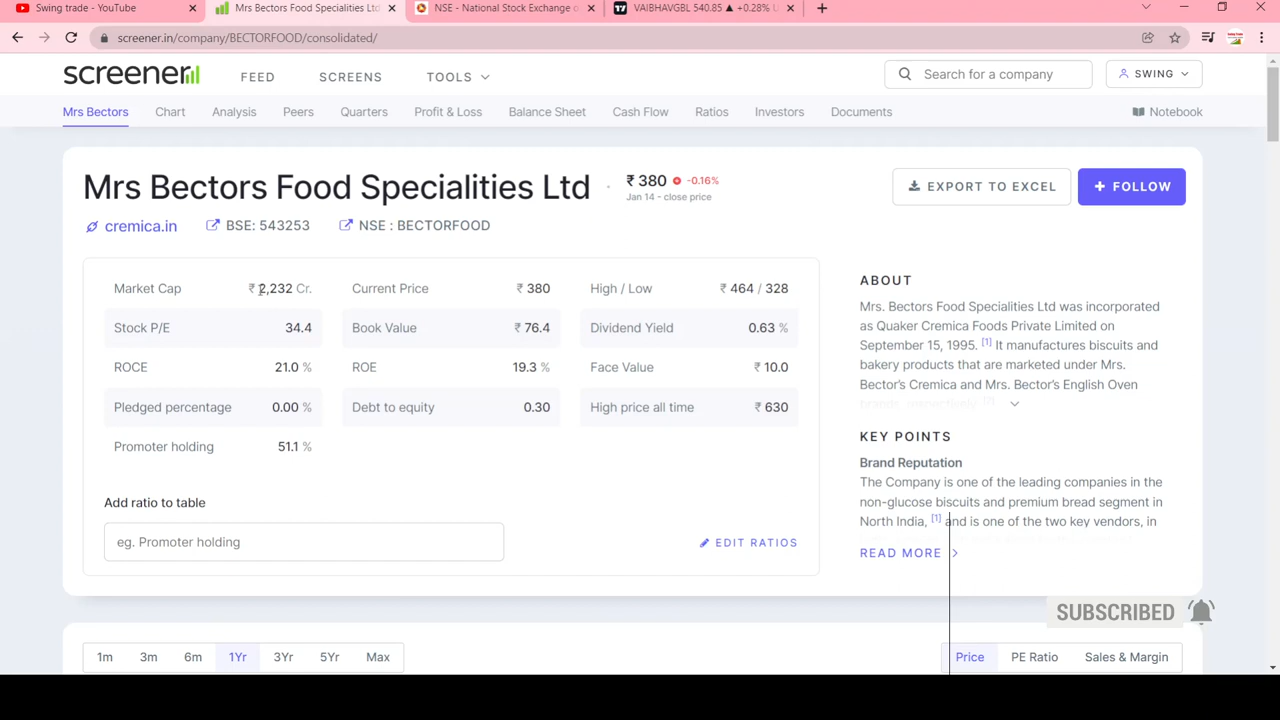 Swing trade - YouTube
Mrs Bectors Food Specialities Ltd
NSE - National Stock Exchange o
VAIBHAVGBL 540.85 ▲ +0.28% U
screener.in/company/BECTORFOOD/consolidated/
screener
FEED
SCREENS
TOOLS
Search for a company
SWING
Mrs Bectors
Chart
Analysis
Peers
Quarters
Profit & Loss
Balance Sheet
Cash Flow
Ratios
Investors
Documents
Notebook
Mrs Bectors Food Specialities Ltd
₹ 380 -0.16%
Jan 14 - close price
EXPORT TO EXCEL
+ FOLLOW
cremica.in
BSE: 543253
NSE : BECTORFOOD
Market Cap ₹ 2,232 Cr.
Current Price ₹ 380
High / Low ₹ 464 / 328
Stock P/E 34.4
Book Value ₹ 76.4
Dividend Yield 0.63 %
ROCE 21.0 %
ROE 19.3 %
Face Value ₹ 10.0
Pledged percentage 0.00 %
Debt to equity 0.30
High price all time ₹ 630
Promoter holding 51.1 %
Add ratio to table
eg. Promoter holding
EDIT RATIOS
ABOUT
Mrs. Bectors Food Specialities Ltd was incorporated
as Quaker Cremica Foods Private Limited on
September 15, 1995. [1] It manufactures biscuits and
bakery products that are marketed under Mrs.
Bector's Cremica and Mrs. Bector's English Oven
brands, respectively.
KEY POINTS
Brand Reputation
The Company is one of the leading companies in the
non-glucose biscuits and premium bread segment in
North India, [1] and is one of the two key vendors, in
READ MORE
SUBSCRIBED
1m
3m
6m
1Yr
3Yr
5Yr
Max
Price
PE Ratio
Sales & Margin